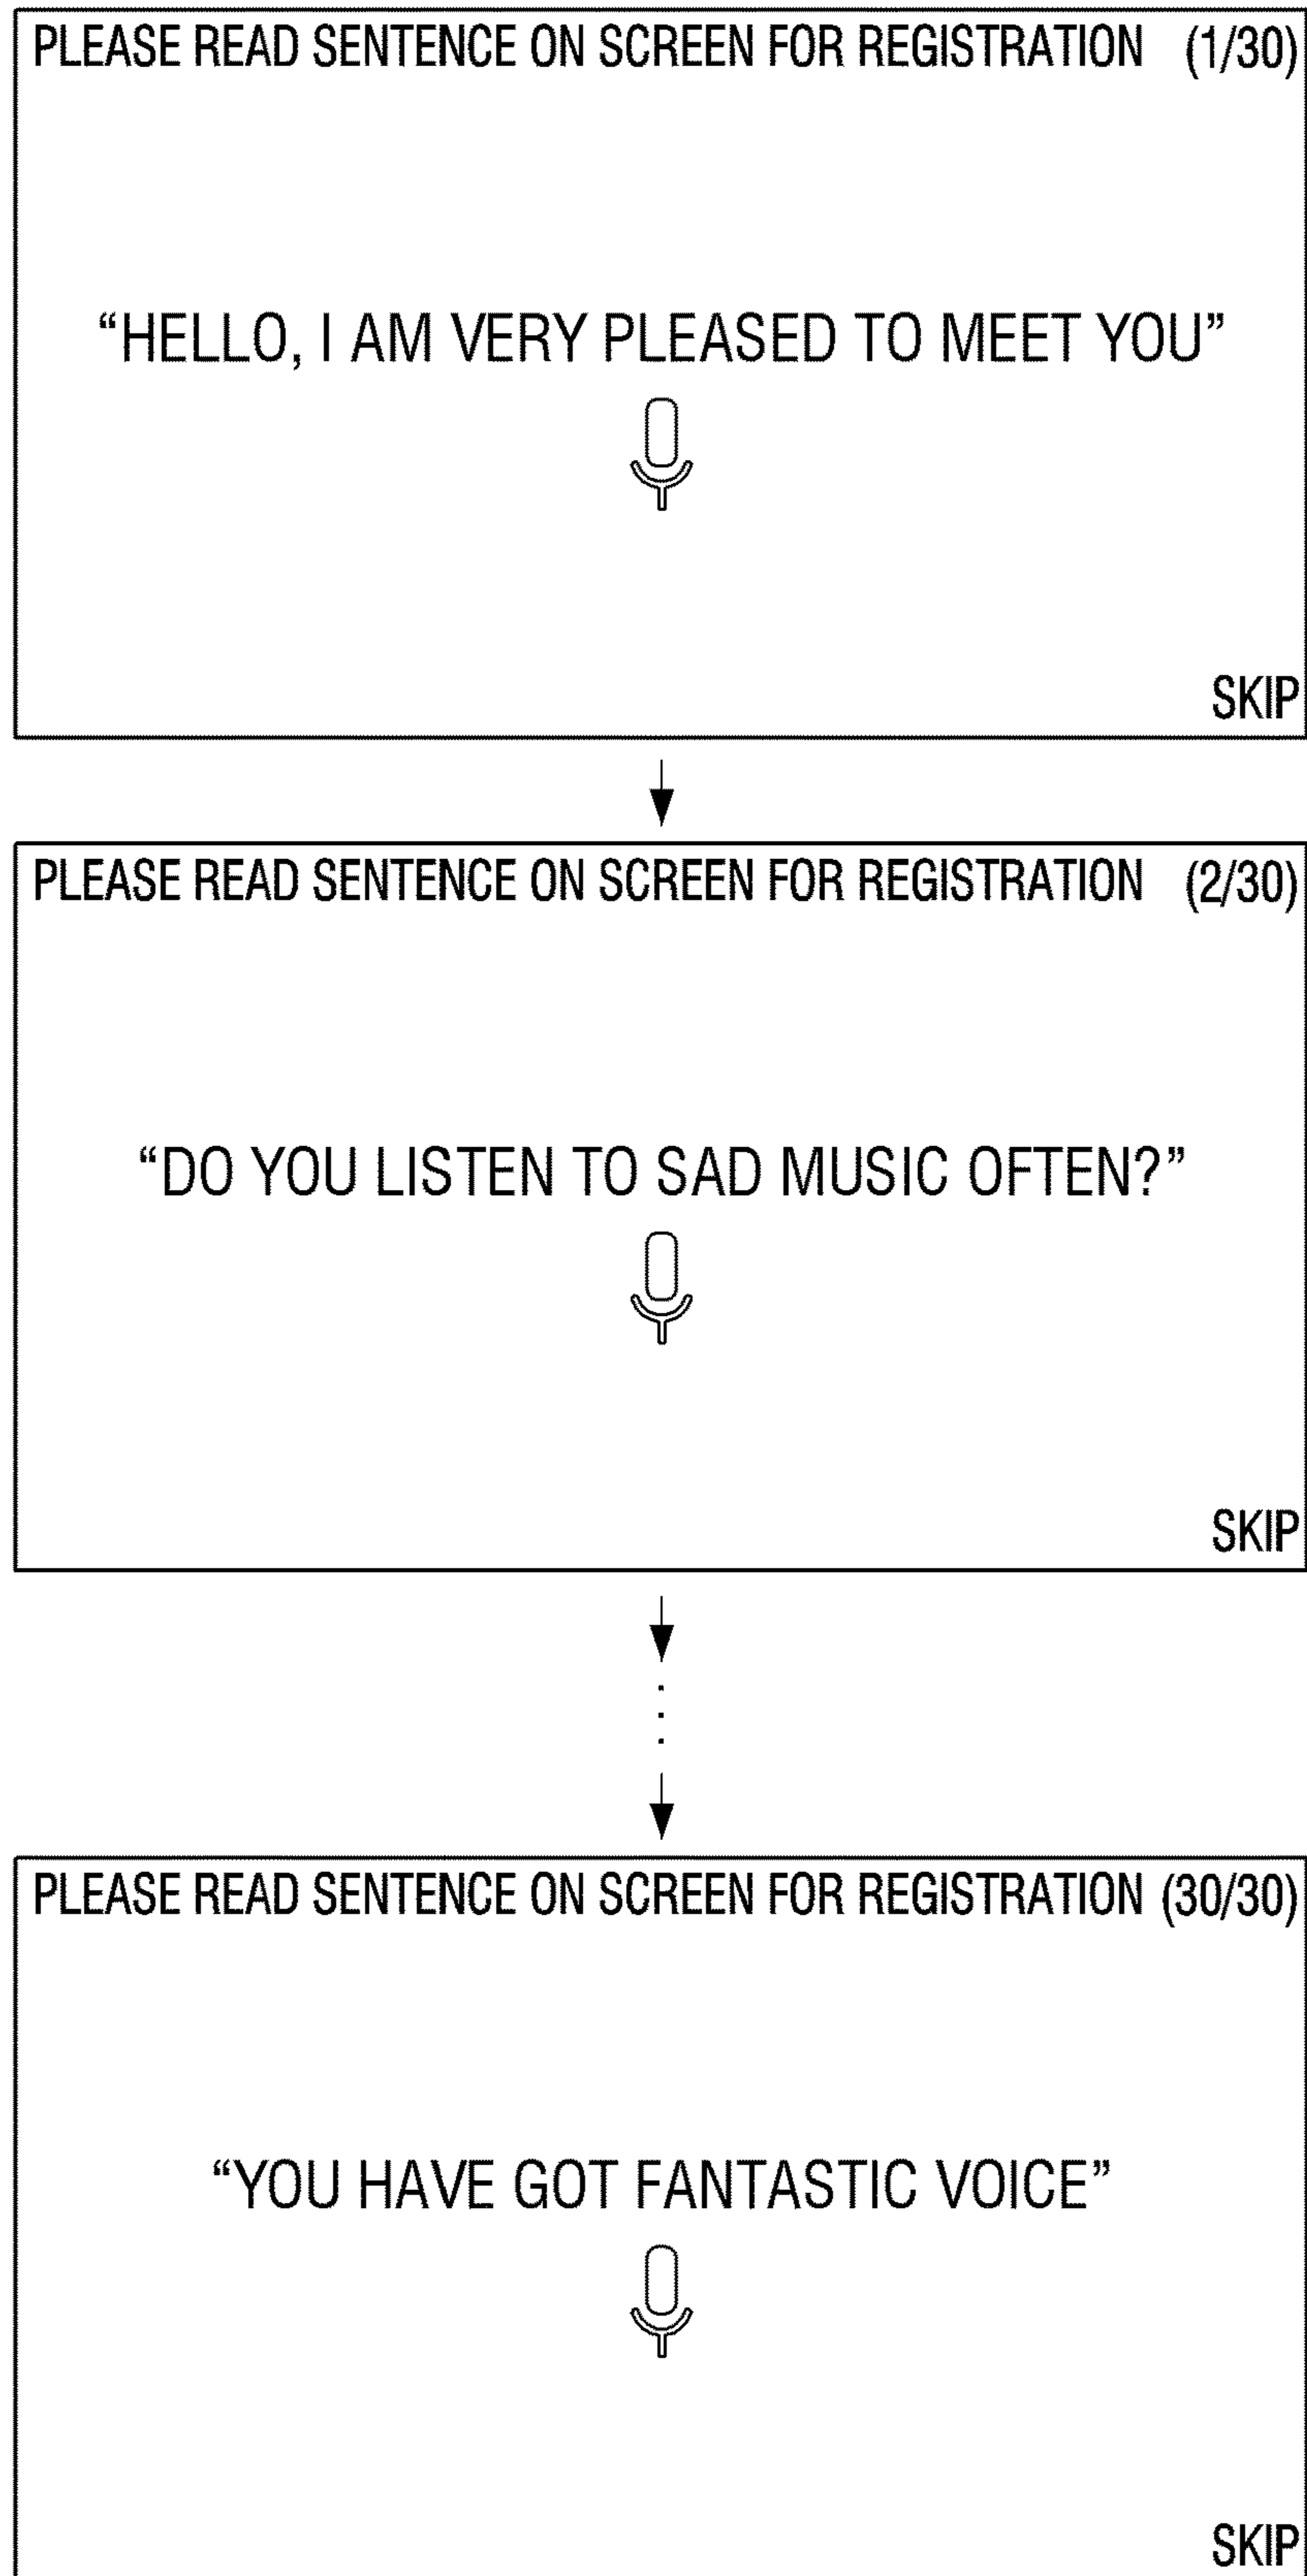 PLEASE READ SENTENCE ON SCREEN FOR REGISTRATION (1/30)
“HELLO, I AM VERY PLEASED TO MEET YOU”
SKIP
PLEASE READ SENTENCE ON SCREEN FOR REGISTRATION (2/30)
“DO YOU LISTEN TO SAD MUSIC OFTEN?”
SKIP
PLEASE READ SENTENCE ON SCREEN FOR REGISTRATION (30/30)
“YOU HAVE GOT FANTASTIC VOICE”
SKIP